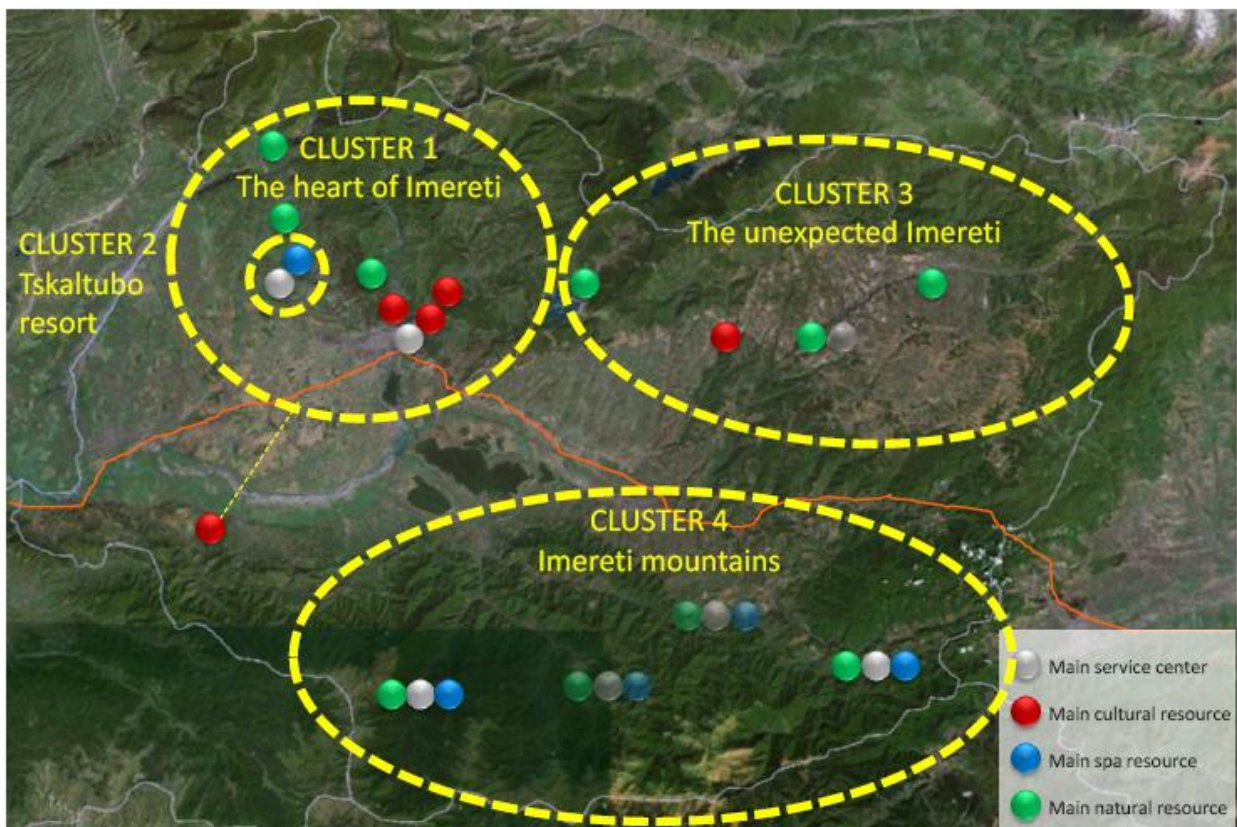 CLUSTER 1
The heart of Imereti
CLUSTER 2
Tskaltubo
resort
CLUSTER 3
The unexpected Imereti
CLUSTER 4
Imereti mountains
Main service center
Main cultural resource
Main spa resource
Main natural resource